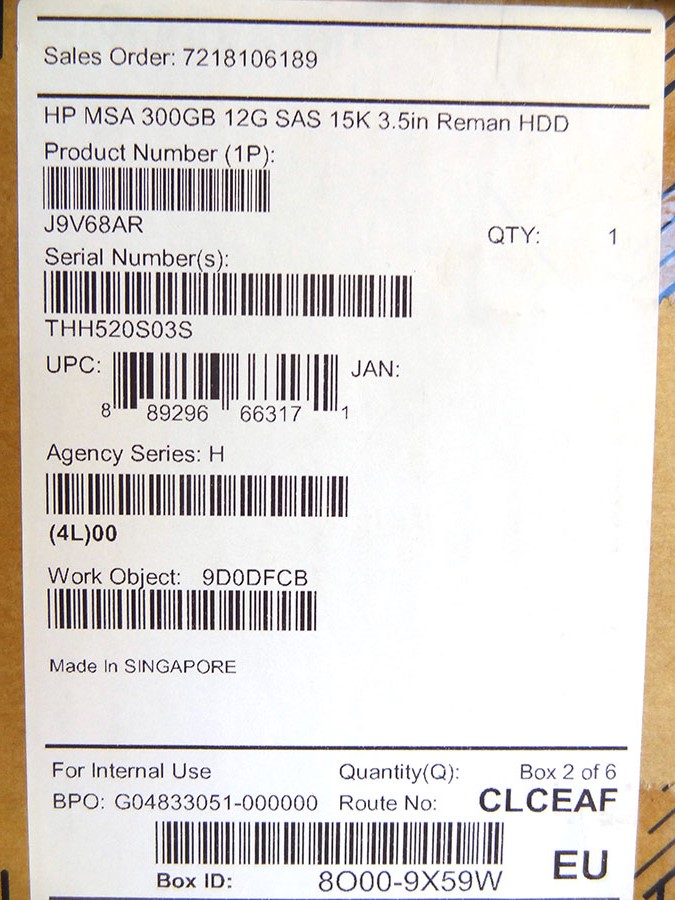 Sales Order: 7218106189
HP MSA 300GB 12G SAS 15K 3.5in Reman HDD
Product Number (1P):
J9V68AR
QTY: 1
Serial Number(s):
THH520S03S
UPC: JAN:
8 89296 66317 1
Agency Series: H
(4L)00
Work Object: 9D0DFCB
Made In SINGAPORE
For Internal Use Quantity(Q): Box 2 of 6
BPO: G04833051-000000 Route No: CLCEAF
EU
Box ID: 8O00-9X59W